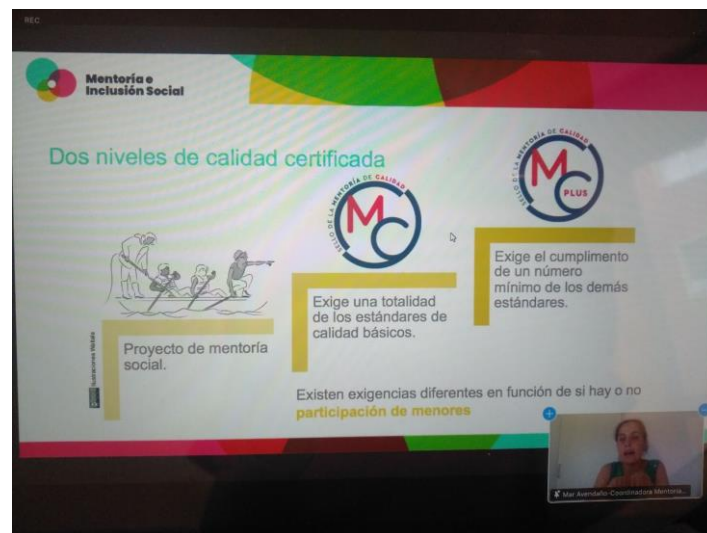 REC
Mentoría e
Inclusión Social
Dos niveles de calidad certificada
SELLO DE LA MENTORÍA DE CALIDAD
MC
SELLO DE LA MENTORÍA DE CALIDAD
MC
PLUS
Proyecto de mentoría
social.
Exige una totalidad
de los estándares de
calidad básicos.
Exige el cumplimento
de un número
mínimo de los demás
estándares.
Existen exigencias diferentes en función de si hay o no
participación de menores
Mar Avendaño-Coordinadora Mentoría...